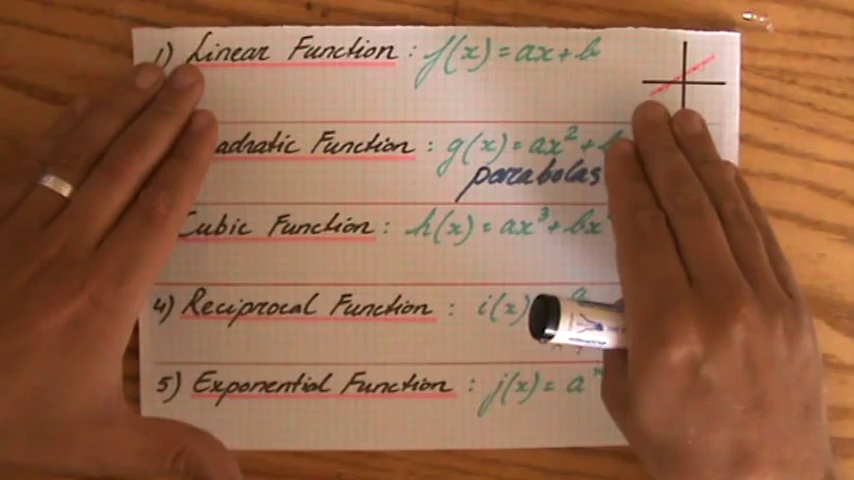 1) Linear Function : f(x) = ax + b
adratic Function : g(x) = ax² +
parabolas
Cubic Function : h(x) = ax³ + bx
4) Reciprocal Function : i(x)
5) Exponential Function : j(x) = a